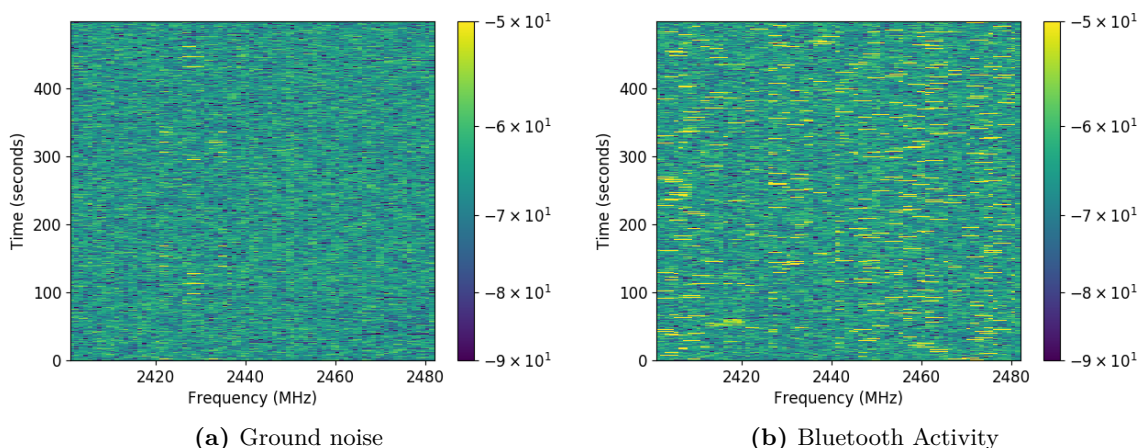 −5 × 10¹
−6 × 10¹
−7 × 10¹
−8 × 10¹
−9 × 10¹
400
300
200
100
0
Time (seconds)
2420 2440 2460 2480
Frequency (MHz)
(a) Ground noise
−5 × 10¹
−6 × 10¹
−7 × 10¹
−8 × 10¹
−9 × 10¹
400
300
200
100
0
Time (seconds)
2420 2440 2460 2480
Frequency (MHz)
(b) Bluetooth Activity